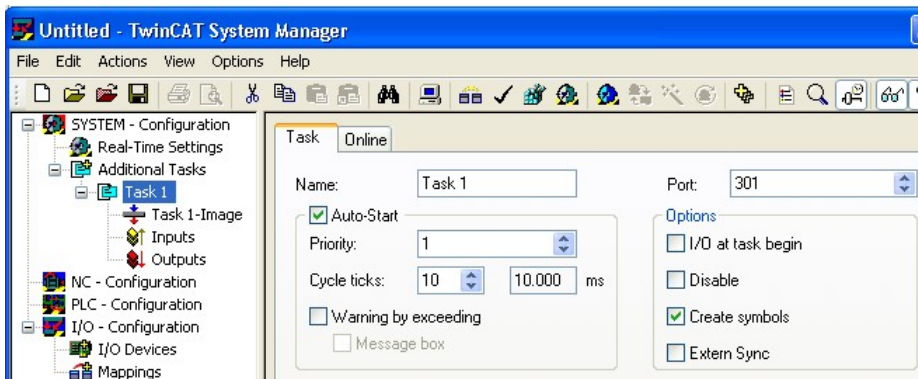 Untitled - TwinCAT System Manager
File Edit Actions View Options Help
SYSTEM - Configuration
Real-Time Settings
Additional Tasks
Task 1
Task 1-Image
Inputs
Outputs
NC - Configuration
PLC - Configuration
I/O - Configuration
I/O Devices
Mappings
Task Online
Name: Task 1
Port: 301
Auto-Start
Priority: 1
Cycle ticks: 10 10.000 ms
Warning by exceeding
Message box
Options
I/O at task begin
Disable
Create symbols
Extern Sync